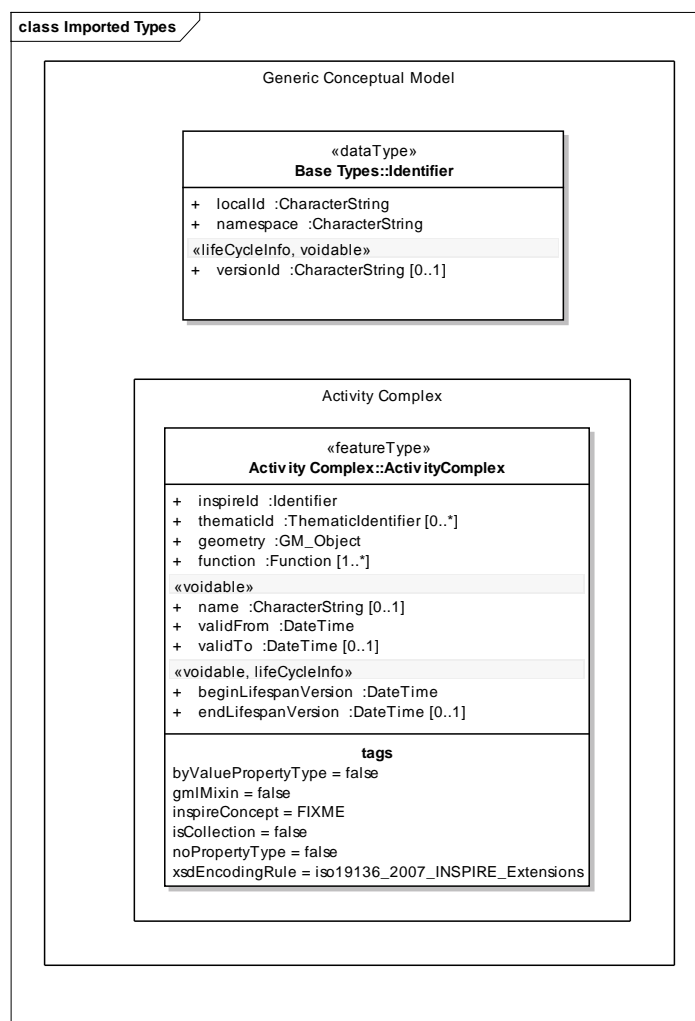 class Imported Types
Generic Conceptual Model
«dataType»
Base Types::Identifier
+ localId :CharacterString
+ namespace :CharacterString
«lifeCycleInfo, voidable»
+ versionId :CharacterString [0..1]
Activity Complex
«featureType»
Activity Complex::ActivityComplex
+ inspireId :Identifier
+ thematicId :ThematicIdentifier [0..*]
+ geometry :GM_Object
+ function :Function [1..*]
«voidable»
+ name :CharacterString [0..1]
+ validFrom :DateTime
+ validTo :DateTime [0..1]
«voidable, lifeCycleInfo»
+ beginLifespanVersion :DateTime
+ endLifespanVersion :DateTime [0..1]
tags
byValuePropertyType = false
gmlMixin = false
inspireConcept = FIXME
isCollection = false
noPropertyType = false
xsdEncodingRule = iso19136_2007_INSPIRE_Extensions